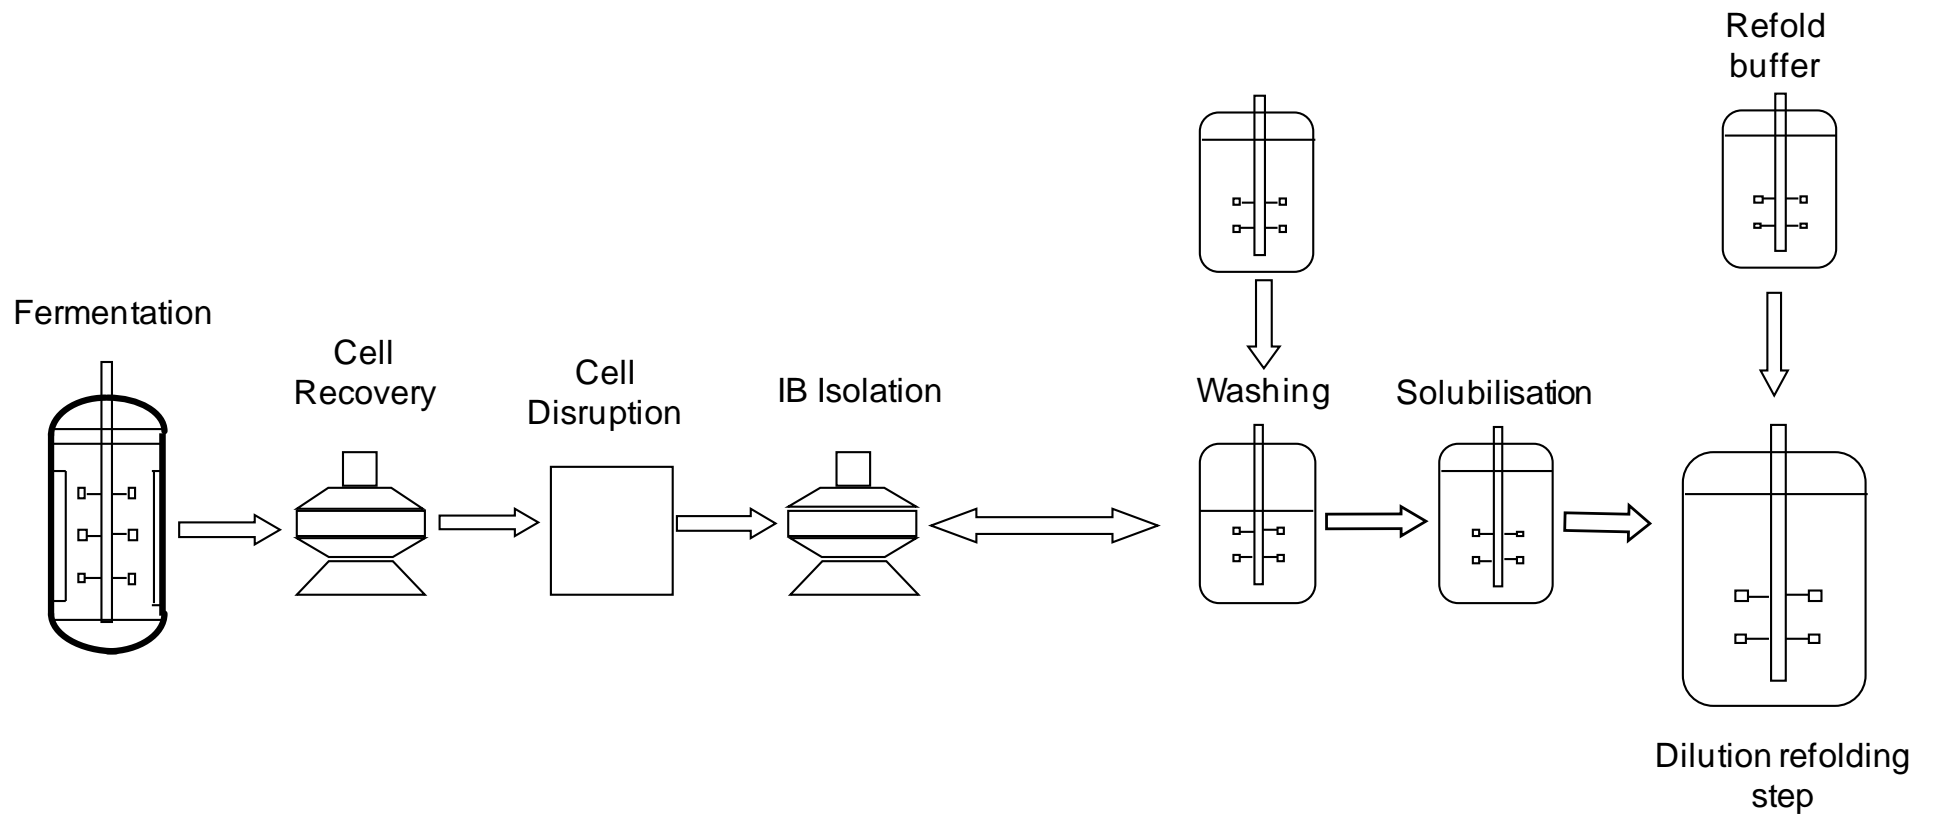 Refold
buffer
Fermentation
Cell
Recovery
Cell
Disruption
IB Isolation
Washing
Solubilisation
Dilution refolding
step